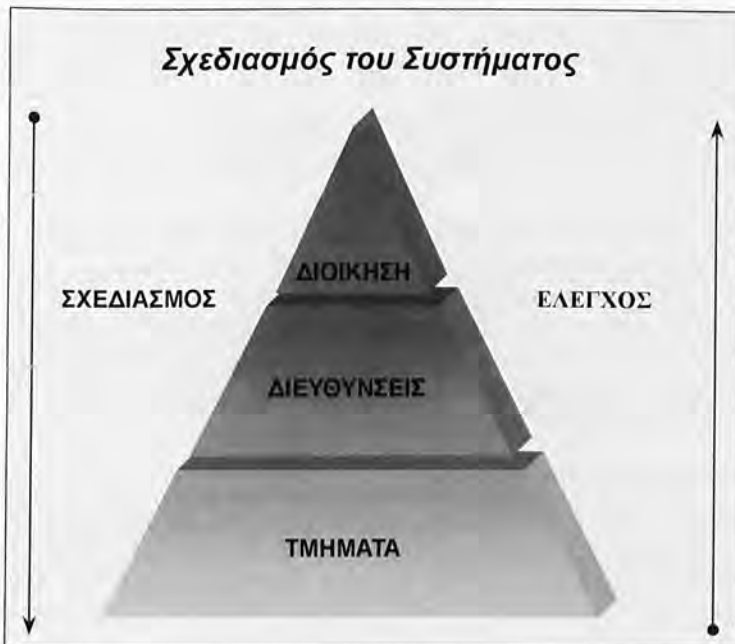 Σχεδιασμός του Συστήματος
ΔΙΟΙΚΗΣΗ
ΣΧΕΔΙΑΣΜΟΣ
ΕΛΕΓΧΟΣ
ΔΙΕΥΘΥΝΣΕΙΣ
ΤΜΗΜΑΤΑ